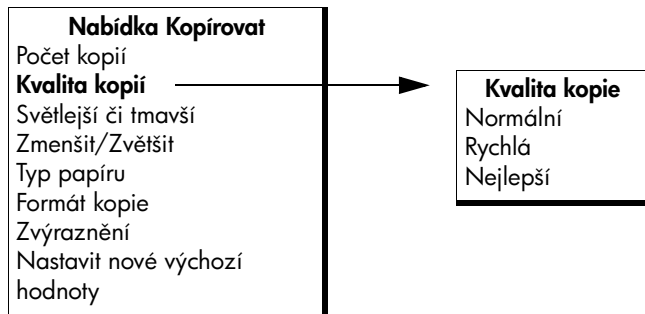 Nabídka Kopírovat
Počet kopií
Kvalita kopií
Světlejší či tmavší
Zmenšit/Zvětšit
Typ papíru
Formát kopie
Zvýraznění
Nastavit nové výchozí
hodnoty
Kvalita kopie
Normální
Rychlá
Nejlepší